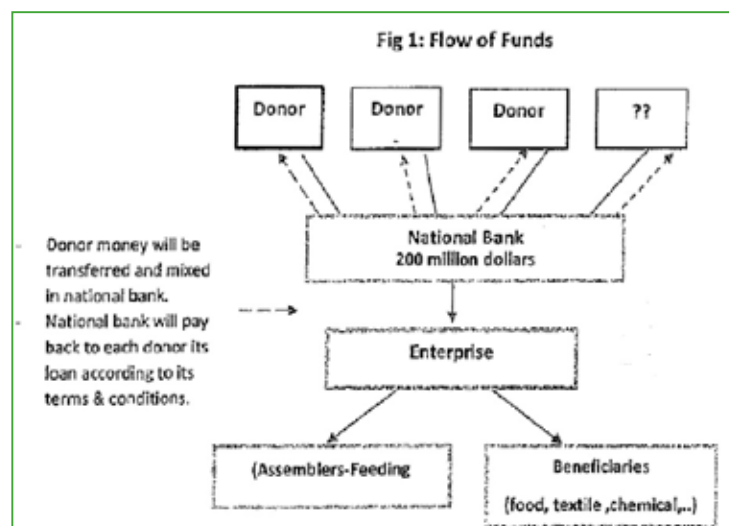 Fig 1: Flow of Funds
Donor
Donor
Donor
??
National Bank
200 million dollars
- Donor money will be
transferred and mixed
in national bank.
- National bank will pay
back to each donor its
loan according to its
terms & conditions.
Enterprise
(Assemblers-Feeding
Beneficiaries
(food, textile ,chemical,..)